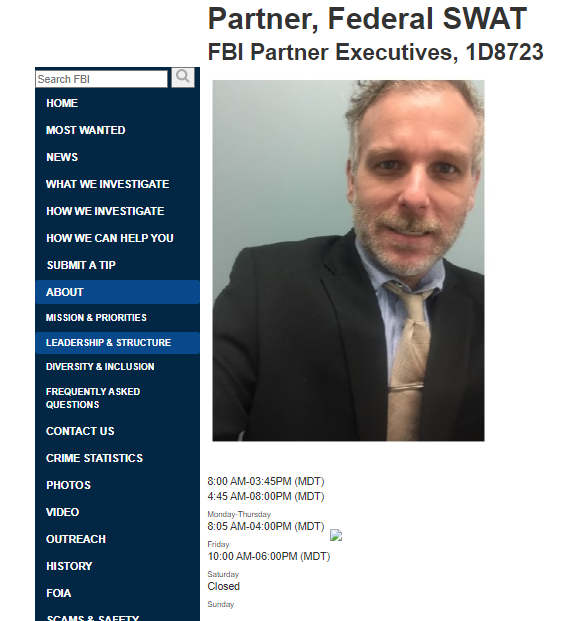 Partner, Federal SWAT
FBI Partner Executives, 1D8723
Search FBI
HOME
MOST WANTED
NEWS
WHAT WE INVESTIGATE
HOW WE INVESTIGATE
HOW WE CAN HELP YOU
SUBMIT A TIP
ABOUT
MISSION & PRIORITIES
LEADERSHIP & STRUCTURE
DIVERSITY & INCLUSION
FREQUENTLY ASKED
QUESTIONS
CONTACT US
CRIME STATISTICS
PHOTOS
VIDEO
OUTREACH
HISTORY
FOIA
SCAMS & SAFETY
8:00 AM-03:45PM (MDT)
4:45 AM-08:00PM (MDT)
Monday-Thursday
8:05 AM-04:00PM (MDT)
Friday
10:00 AM-06:00PM (MDT)
Saturday
Closed
Sunday